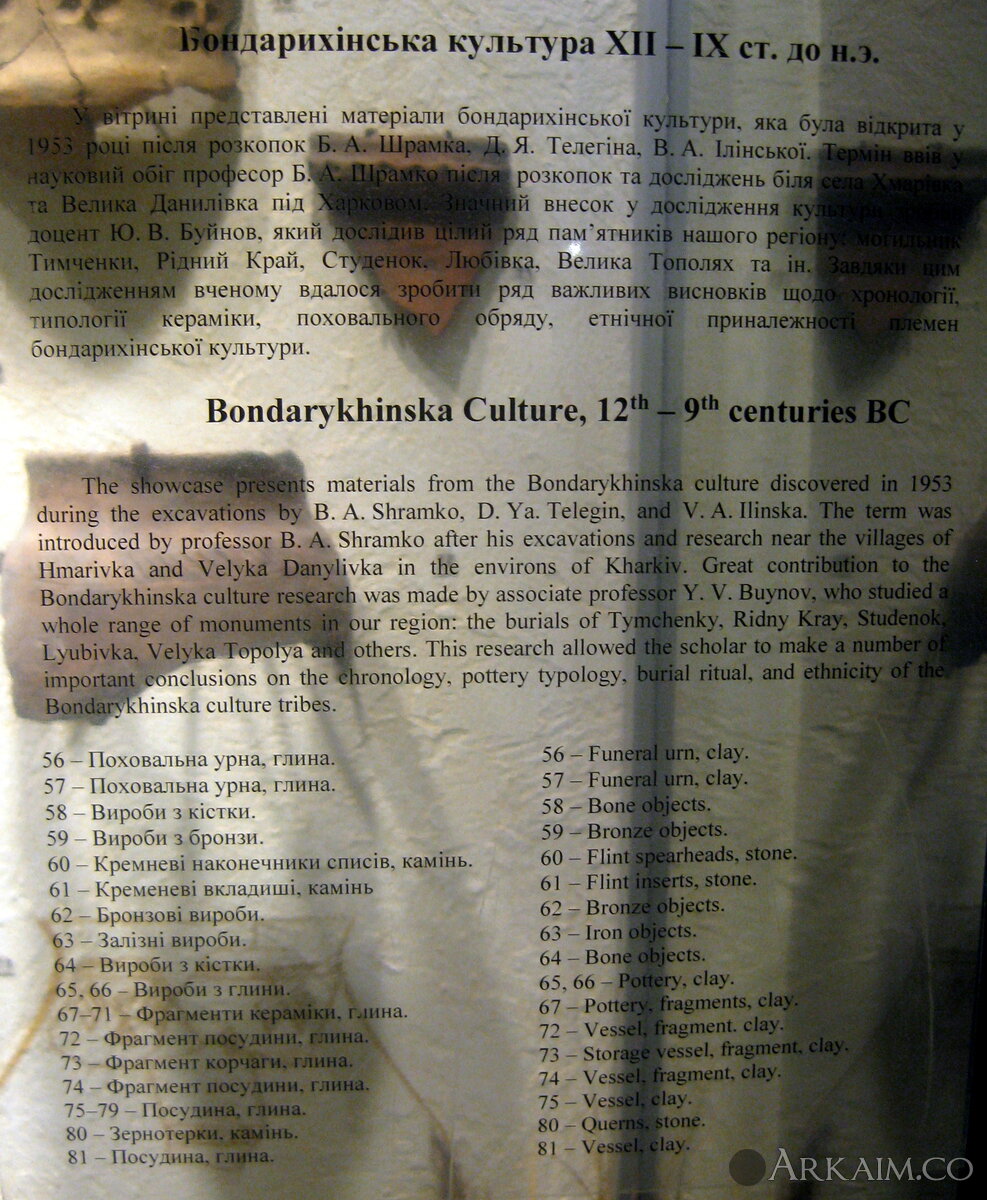 Бондарихінська культура XII – IX ст. до н.э.
У вітрині представлені матеріали бондарихінської культури, яка була відкрита у
1953 році після розкопок Б. А. Шрамка, Д. Я. Телегіна, В. А. Іллінської. Термін ввів у
науковий обіг професор Б. А. Шрамко після розкопок та досліджень біля села Хмарівка
та Велика Данилівка під Харковом. Значний внесок у дослідження культури
доцент Ю. В. Буйнов, який дослідив цілий ряд пам’ятників нашого регіону: могильник
Тимченки, Рідний Край, Студенок, Любівка, Велика Тополях та ін. Завдяки цим
дослідженням вченому вдалося зробити ряд важливих висновків щодо хронології,
типології кераміки, поховального обряду, етнічної приналежності племен
бондарихінської культури.
Bondarykhinska Culture, 12th – 9th centuries BC
The showcase presents materials from the Bondarykhinska culture discovered in 1953
during the excavations by B. A. Shramko, D. Ya. Telegin, and V. A. Ilinska. The term was
introduced by professor B. A. Shramko after his excavations and research near the villages of
Hmarivka and Velyka Danylivka in the environs of Kharkiv. Great contribution to the
Bondarykhinska culture research was made by associate professor Y. V. Buynov, who studied a
whole range of monuments in our region: the burials of Tymchenky, Ridny Kray, Studenok,
Lyubivka, Velyka Topolya and others. This research allowed the scholar to make a number of
important conclusions on the chronology, pottery typology, burial ritual, and ethnicity of the
Bondarykhinska culture tribes.
56 – Поховальна урна, глина.
57 – Поховальна урна, глина.
58 – Вироби з кістки.
59 – Вироби з бронзи.
60 – Кремневі наконечники списів, камінь.
61 – Кременеві вкладиші, камінь
62 – Бронзові вироби.
63 – Залізні вироби.
64 – Вироби з кістки.
65, 66 – Вироби з глини.
67–71 – Фрагменти кераміки, глина.
72 – Фрагмент посудини, глина.
73 – Фрагмент корчаги, глина.
74 – Фрагмент посудини, глина.
75–79 – Посудина, глина.
80 – Зернотерки, камінь.
81 – Посудина, глина.
56 – Funeral urn, clay.
57 – Funeral urn, clay.
58 – Bone objects.
59 – Bronze objects.
60 – Flint spearheads, stone.
61 – Flint inserts, stone.
62 – Bronze objects.
63 – Iron objects.
64 – Bone objects.
65, 66 – Pottery, clay.
67 – Pottery, fragments, clay.
72 – Vessel, fragment. clay.
73 – Storage vessel, fragment, clay.
74 – Vessel, fragment, clay.
75 – Vessel, clay.
80 – Querns, stone.
81 – Vessel, clay.
ARKAIM.CO